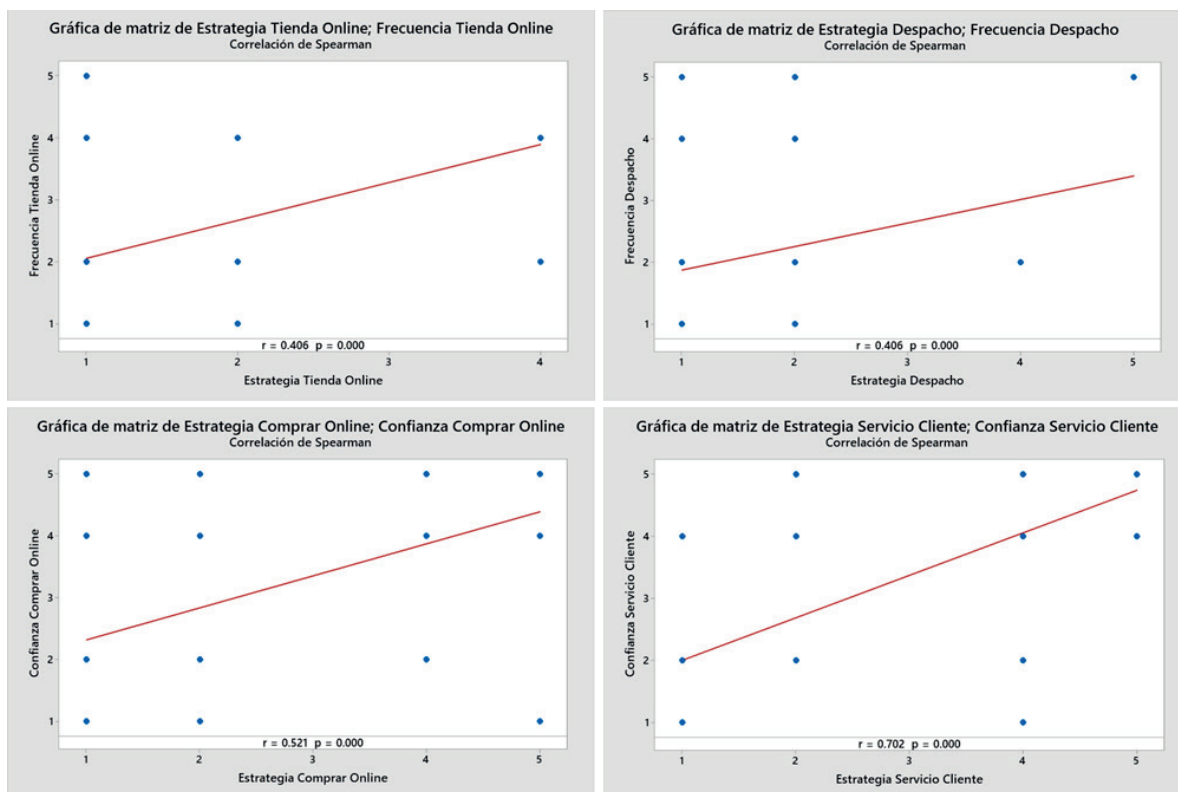 Gráfica de matriz de Estrategia Tienda Online; Frecuencia Tienda Online
Correlación de Spearman
5
4
3
2
1
Frecuencia Tienda Online
r = 0.406 p = 0.000
1 2 3 4
Estrategia Tienda Online
Gráfica de matriz de Estrategia Despacho; Frecuencia Despacho
Correlación de Spearman
5
4
3
2
1
Frecuencia Despacho
r = 0.406 p = 0.000
1 2 3 4 5
Estrategia Despacho
Gráfica de matriz de Estrategia Comprar Online; Confianza Comprar Online
Correlación de Spearman
5
4
3
2
1
Confianza Comprar Online
r = 0.521 p = 0.000
1 2 3 4 5
Estrategia Comprar Online
Gráfica de matriz de Estrategia Servicio Cliente; Confianza Servicio Cliente
Correlación de Spearman
5
4
3
2
1
Confianza Servicio Cliente
r = 0.702 p = 0.000
1 2 3 4 5
Estrategia Servicio Cliente